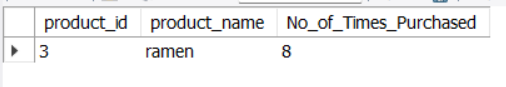 product_id product_name No_of_Times_Purchased
3 ramen 8